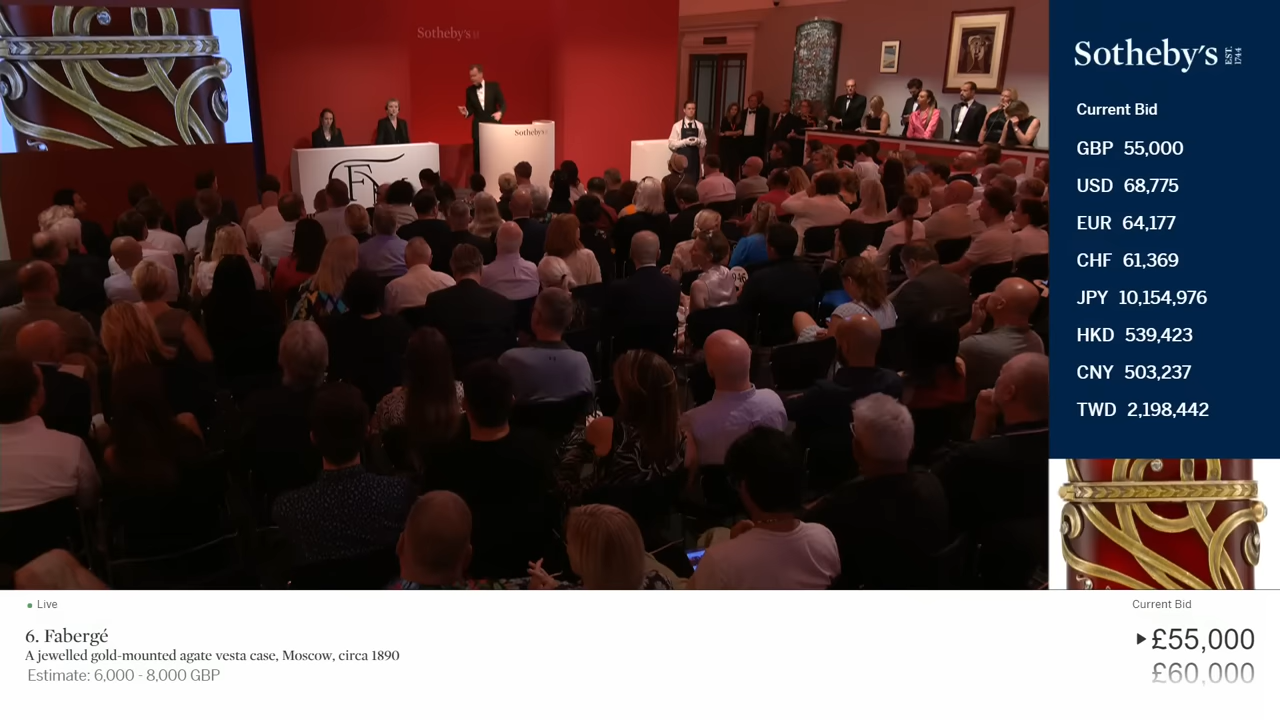 Sotheby's
Sotheby's
F
946
Sotheby's EST. 1744
Current Bid
GBP 55,000
USD 68,775
EUR 64,177
CHF 61,369
JPY 10,154,976
HKD 539,423
CNY 503,237
TWD 2,198,442
Live
6. Fabergé
A jewelled gold-mounted agate vesta case, Moscow, circa 1890
Estimate: 6,000 - 8,000 GBP
Current Bid
£55,000
£60,000